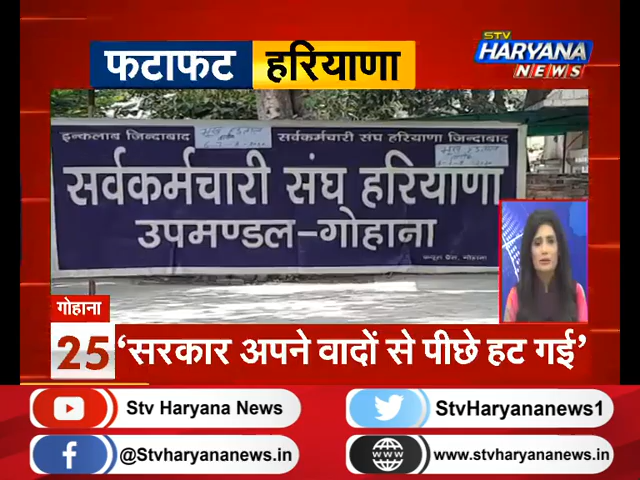 फटाफट हरियाणा
STV
HARYANA
NEWS
इन्कलाब जिन्दाबाद
सर्वकर्मचारी संघ हरियाणा जिन्दाबाद
सर्वकर्मचारी संघ हरियाणा
उपमण्डल-गोहाना
गोहाना
25 ‘सरकार अपने वादों से पीछे हट गई’
Stv Haryana News
StvHaryananews1
@Stvharyananews.in
www.stvharyananews.in